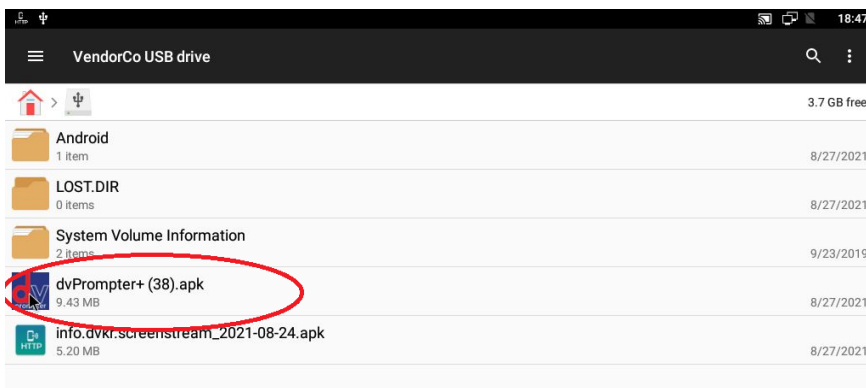 HTTP
18:47
VendorCo USB drive
3.7 GB free
Android
1 item
8/27/2021
LOST.DIR
0 items
8/27/2021
System Volume Information
2 items
9/23/2019
dv
dvPrompter+ (38).apk
9.43 MB
8/27/2021
HTTP
info.dvkr.screenstream_2021-08-24.apk
5.20 MB
8/27/2021